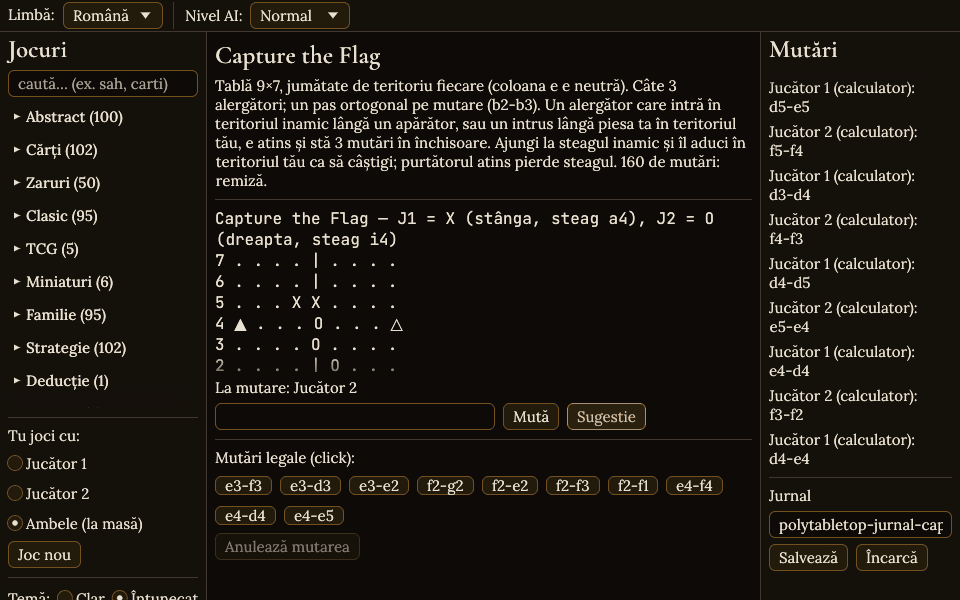 Limbă: Română ▼ Nivel AI: Normal ▼
Jocuri
caută... (ex. sah, carti)
▸ Abstract (100)
▸ Cărți (102)
▸ Zaruri (50)
▸ Clasic (95)
▸ TCG (5)
▸ Miniaturi (6)
▸ Familie (95)
▸ Strategie (102)
▸ Deducție (1)
Tu joci cu:
Jucător 1
Jucător 2
Ambele (la masă)
Joc nou
Temă: Clar Întunecat
Capture the Flag
Tablă 9×7, jumătate de teritoriu fiecare (coloana e e neutră). Câte 3
alergători; un pas ortogonal pe mutare (b2-b3). Un alergător care intră în
teritoriul inamic lângă un apărător, sau un intrus lângă piesa ta în teritoriul
tău, e atins și stă 3 mutări în închisoare. Ajungi la steagul inamic și îl aduci în
teritoriul tău ca să câștigi; purtătorul atins pierde steagul. 160 de mutări:
remiză.
Capture the Flag — J1 = X (stânga, steag a4), J2 = O
(dreapta, steag i4)
7 . . . . | . . . .
6 . . . . | . . . .
5 . . . X X . . . .
4 ▲ . . . O . . . △
3 . . . . O . . . .
2 . . . . | O . . .
La mutare: Jucător 2
Mută Sugestie
Mutări legale (click):
e3-f3 e3-d3 e3-e2 f2-g2 f2-e2 f2-f3 f2-f1 e4-f4
e4-d4 e4-e5
Anulează mutarea
Mutări
Jucător 1 (calculator):
d5-e5
Jucător 2 (calculator):
f5-f4
Jucător 1 (calculator):
d3-d4
Jucător 2 (calculator):
f4-f3
Jucător 1 (calculator):
d4-d5
Jucător 2 (calculator):
e5-e4
Jucător 1 (calculator):
e4-d4
Jucător 2 (calculator):
f3-f2
Jucător 1 (calculator):
d4-e4
Jurnal
polytabletop-jurnal-cap
Salvează Încarcă